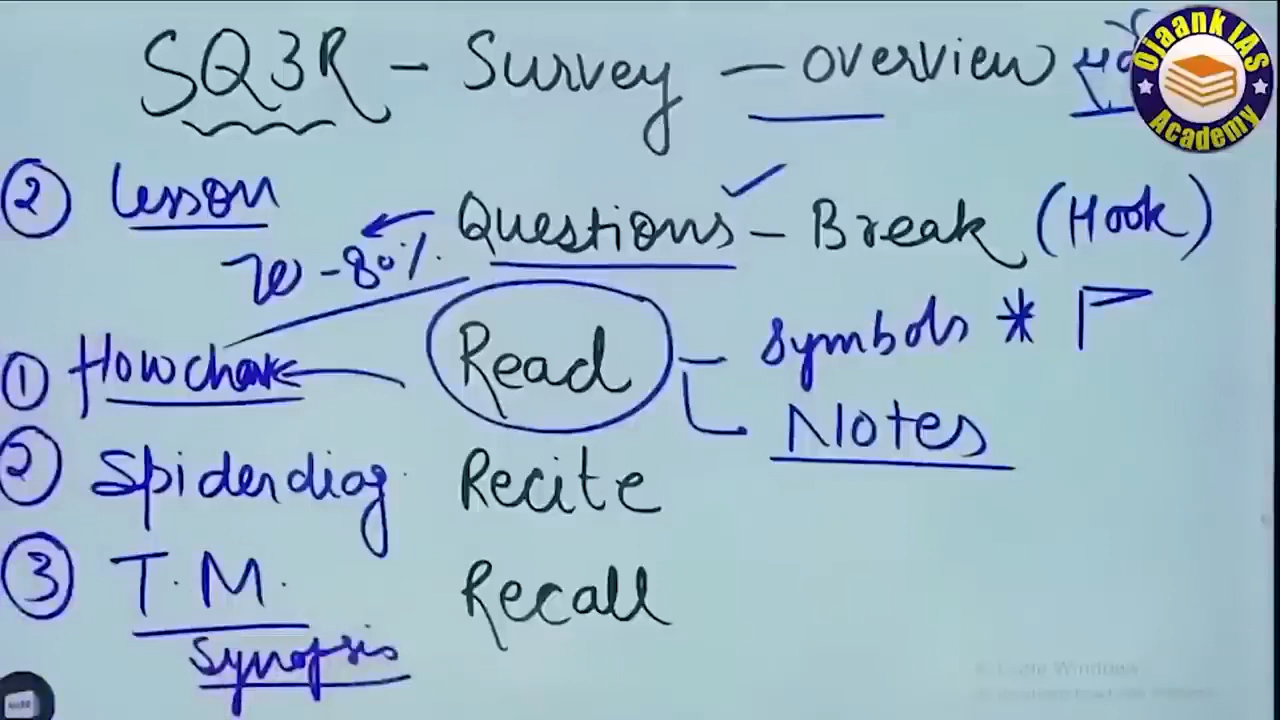 SQ3R – Survey – overview
Ojaank IAS Academy
② Lesson
Questions – Break (Hook)
70 – 80%
Read – Symbols *
Notes
① Flowchart
② Spiderdiag Recite
③ T.M. Recall
Synopsis